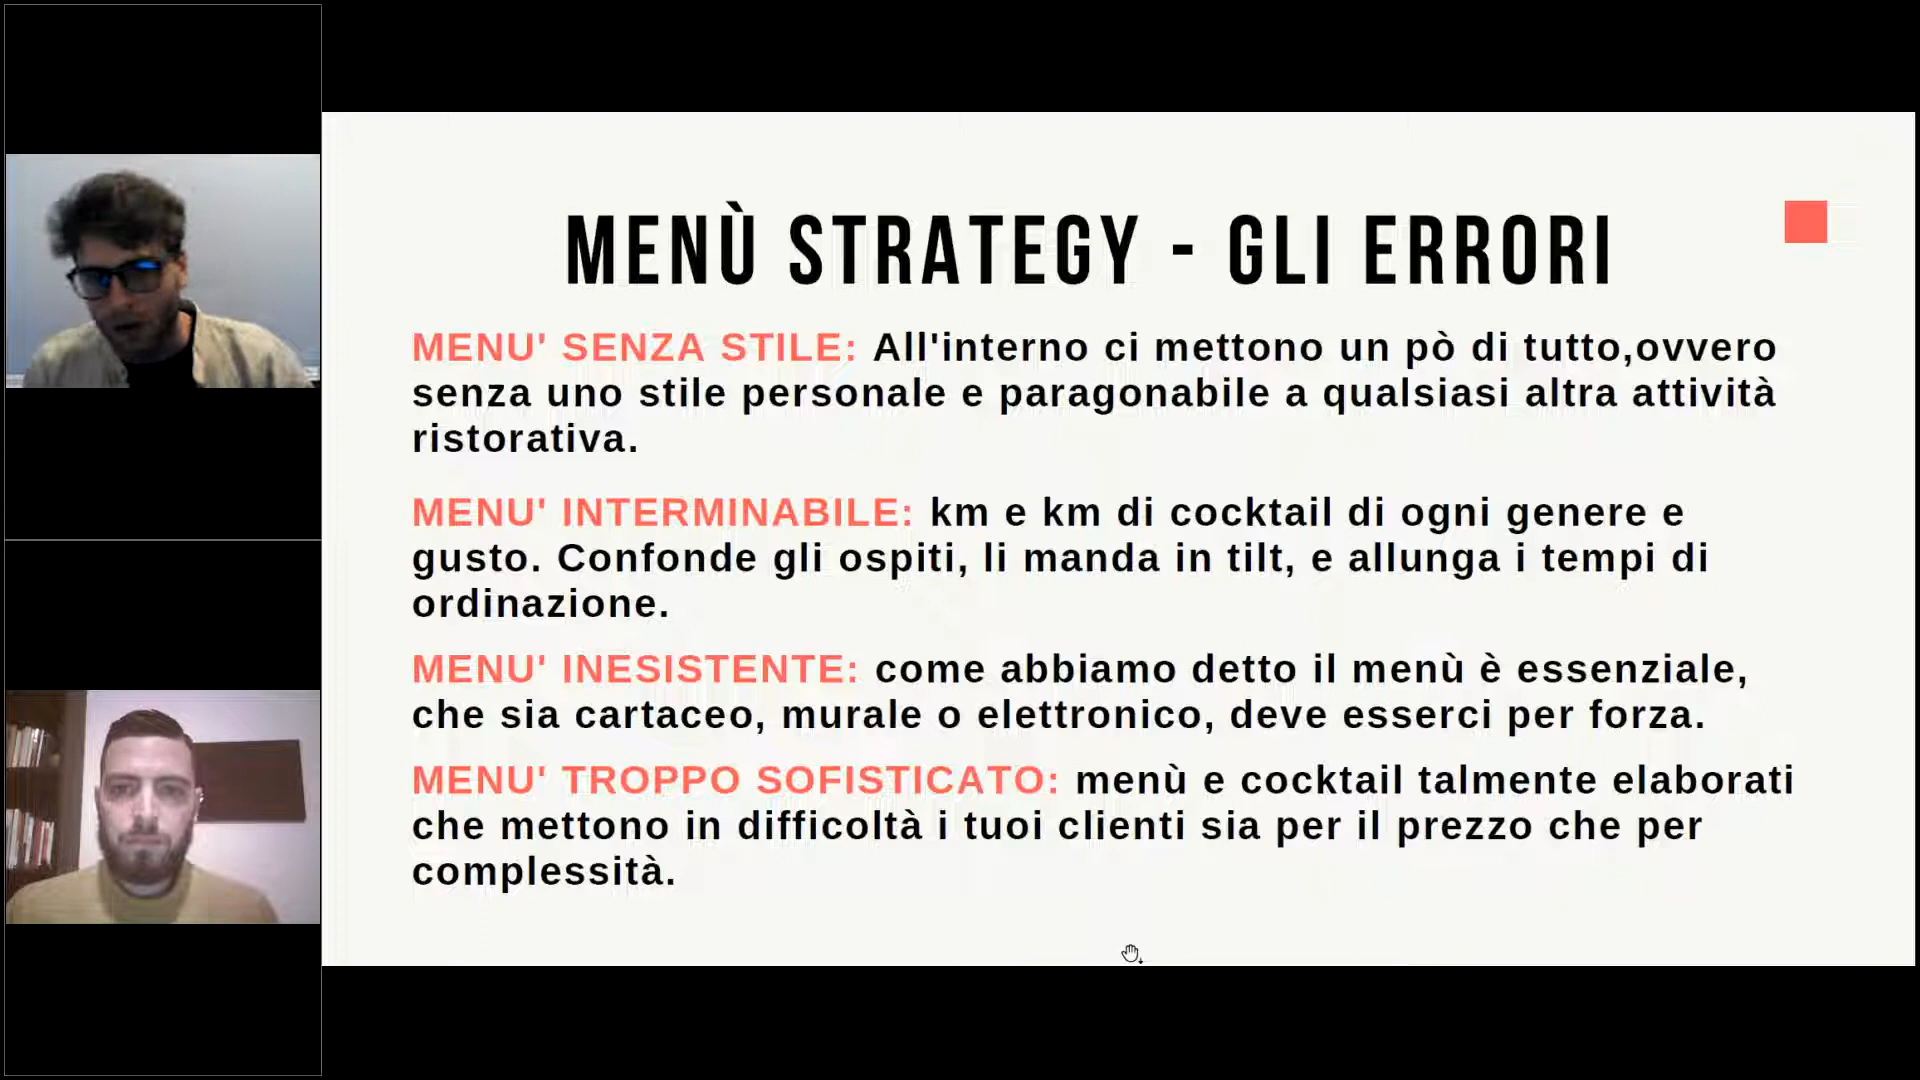 MENÙ STRATEGY - GLI ERRORI
MENU' SENZA STILE: All'interno ci mettono un pò di tutto,ovvero
senza uno stile personale e paragonabile a qualsiasi altra attività
ristorativa.
MENU' INTERMINABILE: km e km di cocktail di ogni genere e
gusto. Confonde gli ospiti, li manda in tilt, e allunga i tempi di
ordinazione.
MENU' INESISTENTE: come abbiamo detto il menù è essenziale,
che sia cartaceo, murale o elettronico, deve esserci per forza.
MENU' TROPPO SOFISTICATO: menù e cocktail talmente elaborati
che mettono in difficoltà i tuoi clienti sia per il prezzo che per
complessità.